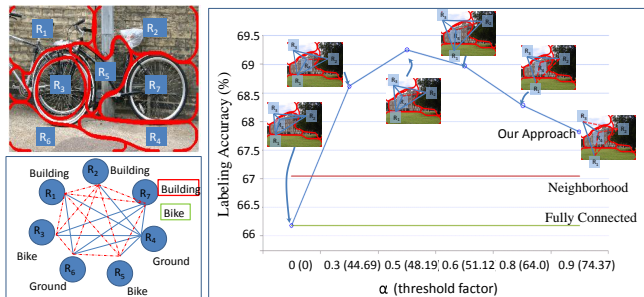 R1
R2
R5
R3
R7
R6
R4
Building
R2
Building
Building
R1
R7
Building
Bike
R3
R4
Bike
Ground
R6
R5
Ground
Bike
Labeling Accuracy (%)
69.5
69
68.5
68
67.5
67
66.5
66
Our Approach
Neighborhood
Fully Connected
0 (0) 0.3 (44.69) 0.5 (48.19) 0.6 (51.12 0.8 (64.0) 0.9 (74.37)
α (threshold factor)